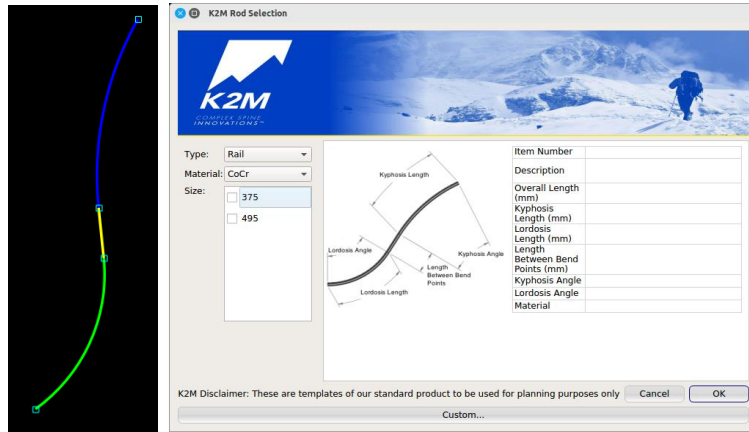 K2M Rod Selection
K2M
COMPLEX SPINE
INNOVATIONS™
Type: Rail
Material: CoCr
Size:
375
495
Kyphosis Length
Lordosis Angle
Kyphosis Angle
Length
Between Bend
Points
Lordosis Length
Item Number
Description
Overall Length
(mm)
Kyphosis
Length (mm)
Lordosis
Length (mm)
Length
Between Bend
Points (mm)
Kyphosis Angle
Lordosis Angle
Material
K2M Disclaimer: These are templates of our standard product to be used for planning purposes only
Cancel
OK
Custom...